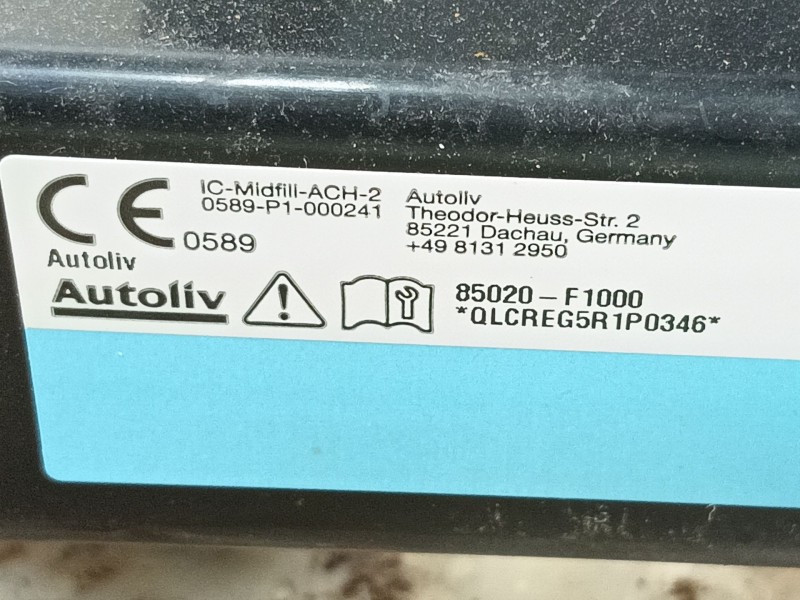 CE 0589
Autoliv
IC-Midfill-ACH-2
0589-P1-000241
Autoliv
Theodor-Heuss-Str. 2
85221 Dachau, Germany
+49 8131 2950
Autoliv
85020-F1000
*QLCREG5R1P0346*